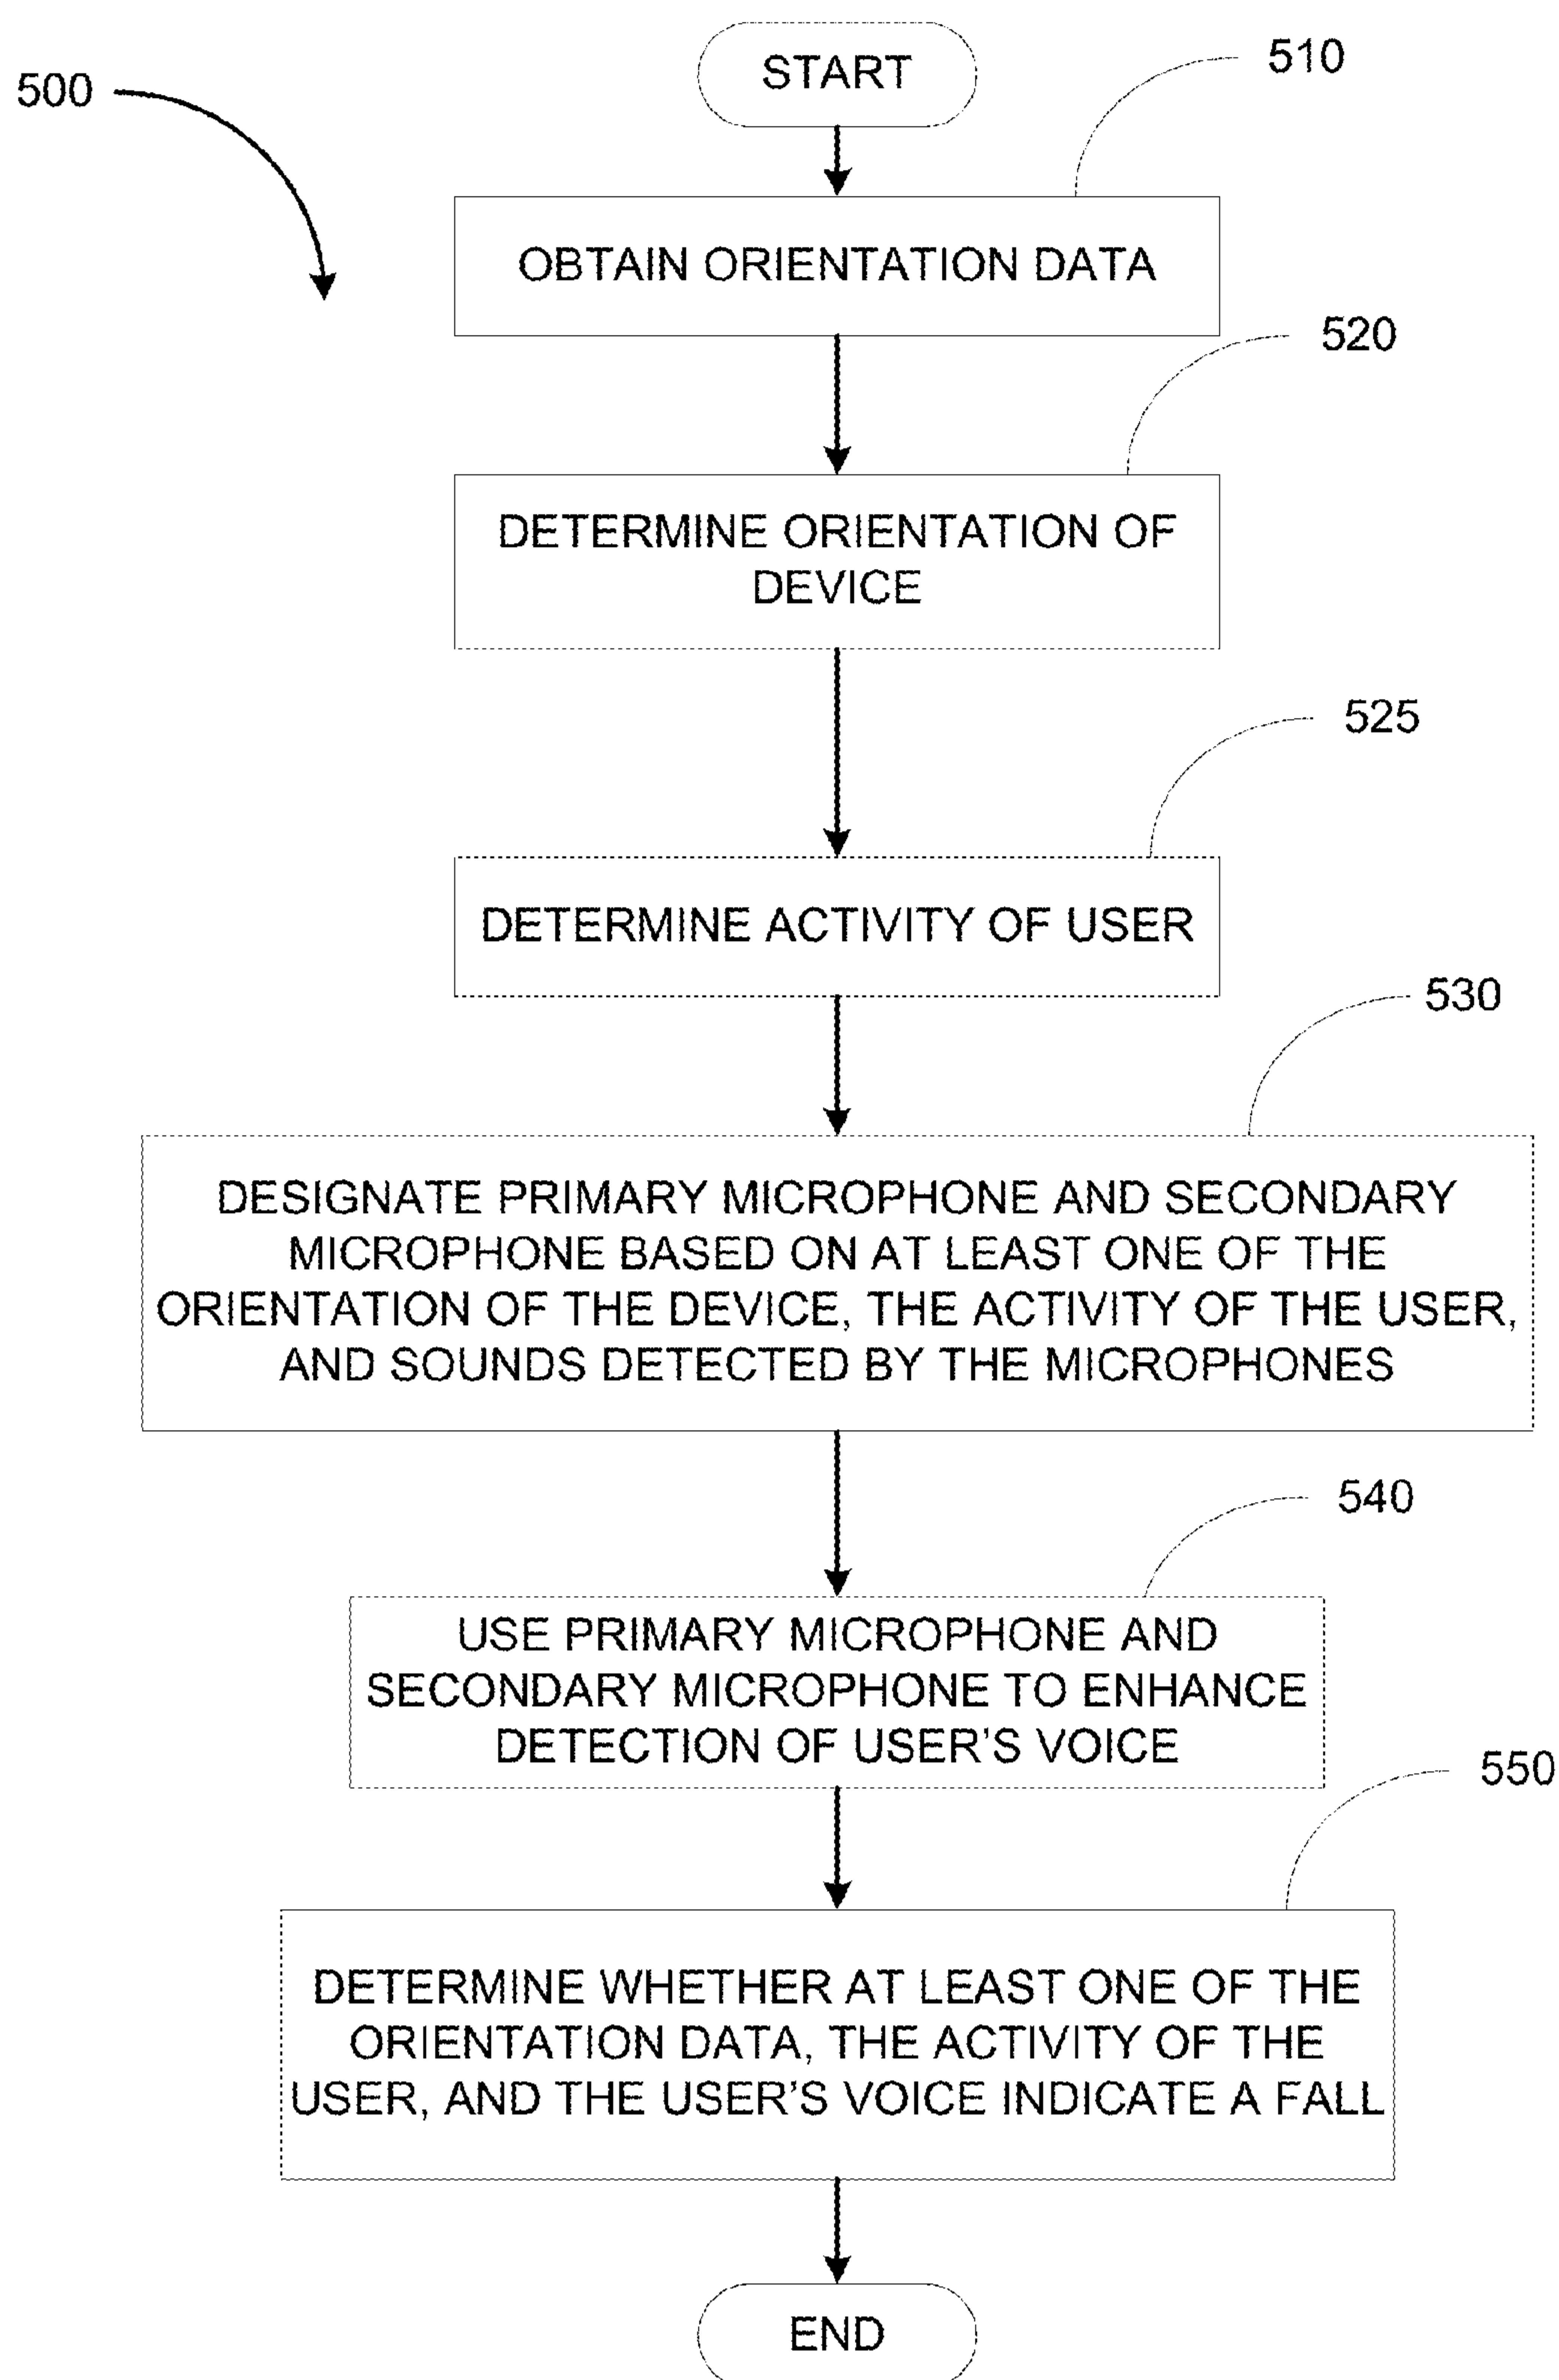 500
START
510
OBTAIN ORIENTATION DATA
520
DETERMINE ORIENTATION OF
DEVICE
525
DETERMINE ACTIVITY OF USER
530
DESIGNATE PRIMARY MICROPHONE AND SECONDARY
MICROPHONE BASED ON AT LEAST ONE OF THE
ORIENTATION OF THE DEVICE, THE ACTIVITY OF THE USER,
AND SOUNDS DETECTED BY THE MICROPHONES
540
USE PRIMARY MICROPHONE AND
SECONDARY MICROPHONE TO ENHANCE
DETECTION OF USER’S VOICE
550
DETERMINE WHETHER AT LEAST ONE OF THE
ORIENTATION DATA, THE ACTIVITY OF THE
USER, AND THE USER’S VOICE INDICATE A FALL
END